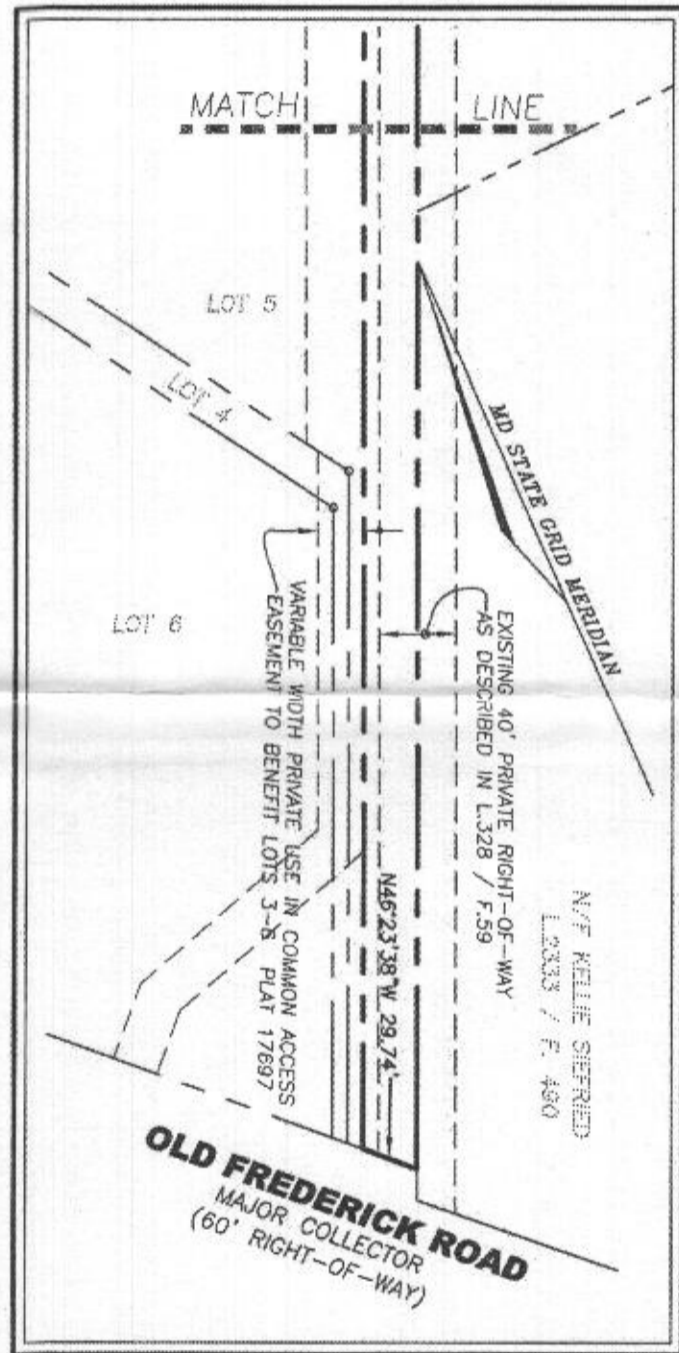 MATCH LINE
LOT 5
LOT 4
MD STATE GRID MERIDIAN
LOT 6
VARIABLE WIDTH PRIVATE USE IN COMMON ACCESS
EASEMENT TO BENEFIT LOTS 3-6 PLAT 17697
EXISTING 40' PRIVATE RIGHT-OF-WAY
AS DESCRIBED IN L.328 / F.59
N46°23'38"W 29.74'
N/F KELLIE SIEFRIED
L.2333 / F. 490
OLD FREDERICK ROAD
MAJOR COLLECTOR
(60' RIGHT-OF-WAY)